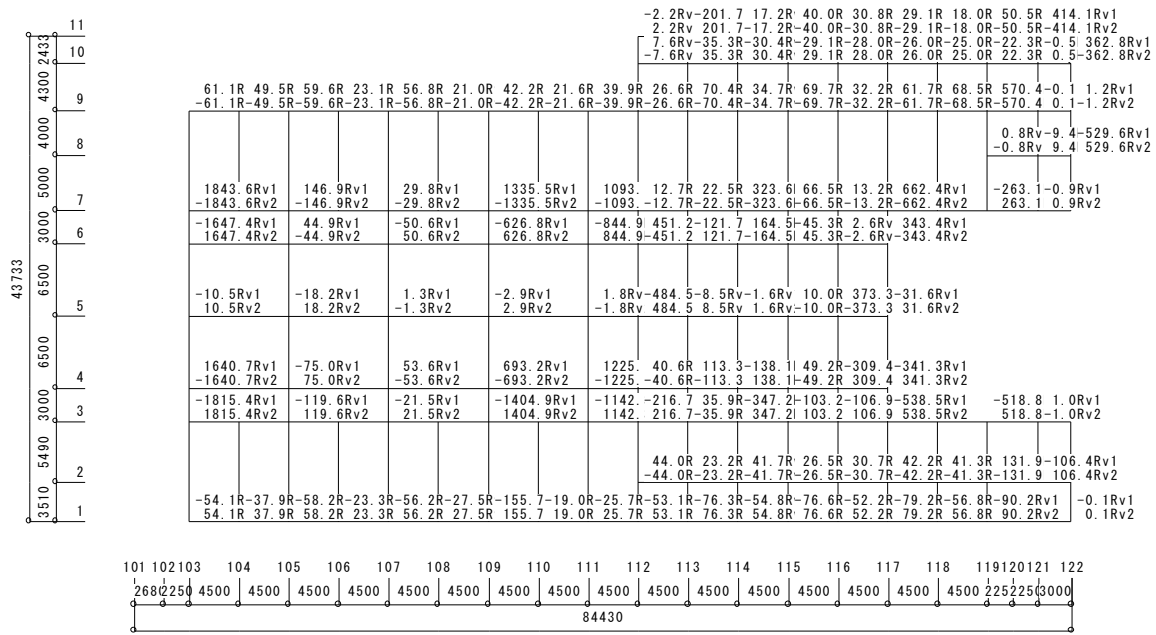 -2.2Rv-201.7 17.2R 40.0R 30.8R 29.1R 18.0R 50.5R 414.1Rv1
2.2Rv 201.7-17.2R-40.0R-30.8R-29.1R-18.0R-50.5R-414.1Rv2
11
7.6Rv-35.3R-30.4R-29.1R-28.0R-26.0R-25.0R-22.3R-0.5 362.8Rv1
-7.6Rv 35.3R 30.4R 29.1R 28.0R 26.0R 25.0R 22.3R 0.5-362.8Rv2
10
2433
4300
61.1R 49.5R 59.6R 23.1R 56.8R 21.0R 42.2R 21.6R 39.9R 26.6R 70.4R 34.7R 69.7R 32.2R 61.7R 68.5R 570.4-0.1 1.2Rv1
-61.1R-49.5R-59.6R-23.1R-56.8R-21.0R-42.2R-21.6R-39.9R-26.6R-70.4R-34.7R-69.7R-32.2R-61.7R-68.5R-570.4 0.1-1.2Rv2
9
4000
0.8Rv-9.4-529.6Rv1
-0.8Rv 9.4 529.6Rv2
8
5000
1843.6Rv1 146.9Rv1 29.8Rv1 1335.5Rv1 1093. 12.7R 22.5R 323.6 66.5R 13.2R 662.4Rv1 -263.1-0.9Rv1
-1843.6Rv2 -146.9Rv2 -29.8Rv2 -1335.5Rv2 -1093.-12.7R-22.5R-323.6-66.5R-13.2R-662.4Rv2 263.1 0.9Rv2
7
3000
-1647.4Rv1 44.9Rv1 -50.6Rv1 -626.8Rv1 -844.9 451.2-121.7 164.5-45.3R 2.6Rv 343.4Rv1
1647.4Rv2 -44.9Rv2 50.6Rv2 626.8Rv2 844.9-451.2 121.7-164.5 45.3R-2.6Rv-343.4Rv2
6
43733
6500
-10.5Rv1 -18.2Rv1 1.3Rv1 -2.9Rv1 1.8Rv-484.5-8.5Rv-1.6Rv 10.0R 373.3-31.6Rv1
10.5Rv2 18.2Rv2 -1.3Rv2 2.9Rv2 -1.8Rv 484.5 8.5Rv 1.6Rv-10.0R-373.3 31.6Rv2
5
6500
1640.7Rv1 -75.0Rv1 53.6Rv1 693.2Rv1 1225. 40.6R 113.3-138.1 49.2R-309.4-341.3Rv1
-1640.7Rv2 75.0Rv2 -53.6Rv2 -693.2Rv2 -1225.-40.6R-113.3 138.1-49.2R 309.4 341.3Rv2
4
3000
-1815.4Rv1 -119.6Rv1 -21.5Rv1 -1404.9Rv1 -1142.-216.7 35.9R-347.2-103.2-106.9-538.5Rv1 -518.8 1.0Rv1
1815.4Rv2 119.6Rv2 21.5Rv2 1404.9Rv2 1142. 216.7-35.9R 347.2 103.2 106.9 538.5Rv2 518.8-1.0Rv2
3
5490
44.0R 23.2R 41.7R 26.5R 30.7R 42.2R 41.3R 131.9-106.4Rv1
-44.0R-23.2R-41.7R-26.5R-30.7R-42.2R-41.3R-131.9 106.4Rv2
2
3510
-54.1R-37.9R-58.2R-23.3R-56.2R-27.5R-155.7-19.0R-25.7R-53.1R-76.3R-54.8R-76.6R-52.2R-79.2R-56.8R-90.2Rv1 -0.1Rv1
54.1R 37.9R 58.2R 23.3R 56.2R 27.5R 155.7 19.0R 25.7R 53.1R 76.3R 54.8R 76.6R 52.2R 79.2R 56.8R 90.2Rv2 0.1Rv2
1
101 102 103 104 105 106 107 108 109 110 111 112 113 114 115 116 117 118 119 120 121 122
2680 2250 4500 4500 4500 4500 4500 4500 4500 4500 4500 4500 4500 4500 4500 4500 4500 4500 2250 2250 3000
84430